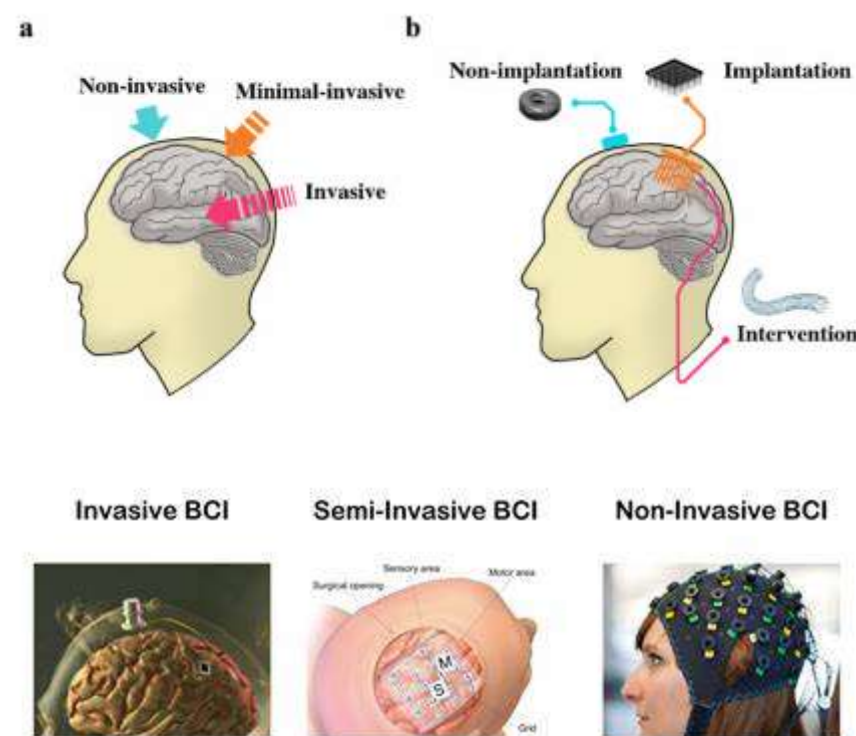 a
b
Non-invasive
Minimal-invasive
Invasive
Non-implantation
Implantation
Intervention
Invasive BCI
Semi-Invasive BCI
Non-Invasive BCI
Surgical opening
Sensory area
Motor area
M
S
Grid